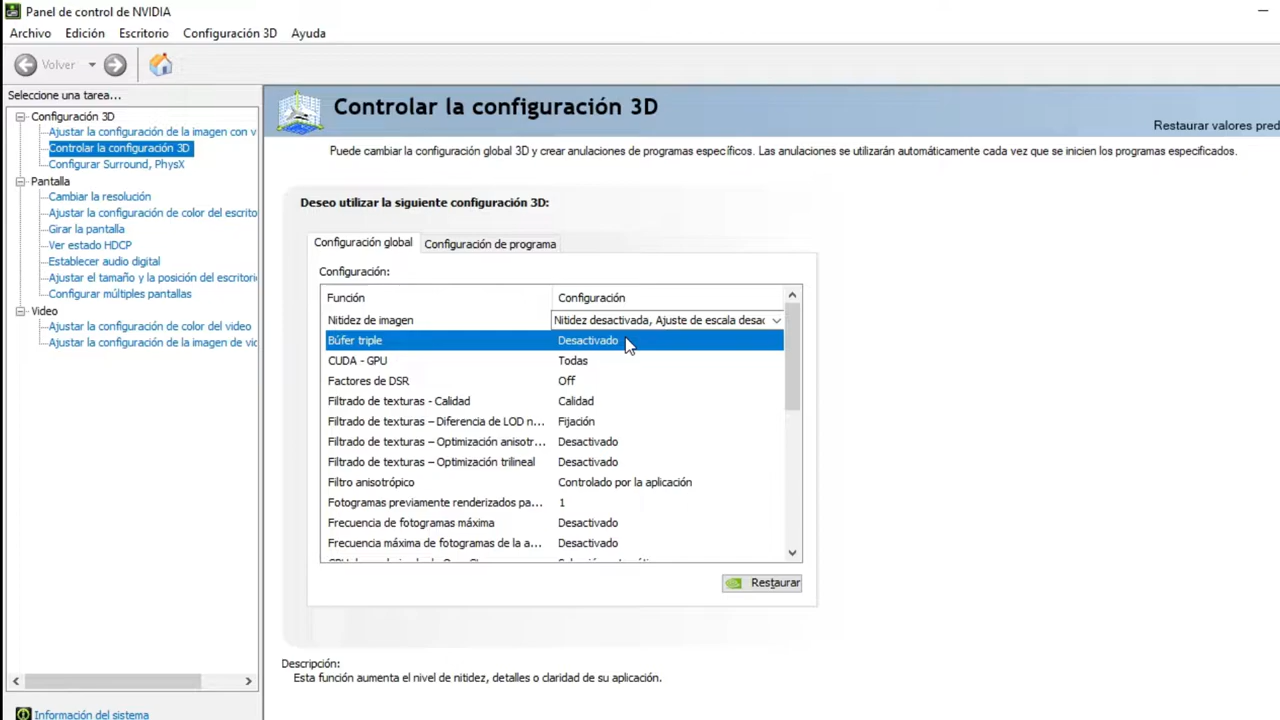 Panel de control de NVIDIA
Archivo Edición Escritorio Configuración 3D Ayuda
Volver
Seleccione una tarea...
Configuración 3D
Ajustar la configuración de la imagen con v
Controlar la configuración 3D
Configurar Surround, PhysX
Pantalla
Cambiar la resolución
Ajustar la configuración de color del escrito
Girar la pantalla
Ver estado HDCP
Establecer audio digital
Ajustar el tamaño y la posición del escritori
Configurar múltiples pantallas
Video
Ajustar la configuración de color del video
Ajustar la configuración de la imagen de vi
Información del sistema
Controlar la configuración 3D
Restaurar valores pred
Puede cambiar la configuración global 3D y crear anulaciones de programas específicos. Las anulaciones se utilizarán automáticamente cada vez que se inicien los programas especificados.
Deseo utilizar la siguiente configuración 3D:
Configuración global Configuración de programa
Configuración:
Función Configuración
Nitidez de imagen Nitidez desactivada, Ajuste de escala desac
Búfer triple Desactivado
CUDA - GPU Todas
Factores de DSR Off
Filtrado de texturas - Calidad Calidad
Filtrado de texturas – Diferencia de LOD n... Fijación
Filtrado de texturas – Optimización anisotr... Desactivado
Filtrado de texturas – Optimización trilineal Desactivado
Filtro anisotrópico Controlado por la aplicación
Fotogramas previamente renderizados pa... 1
Frecuencia de fotogramas máxima Desactivado
Frecuencia máxima de fotogramas de la a... Desactivado
Restaurar
Descripción:
Esta función aumenta el nivel de nitidez, detalles o claridad de su aplicación.